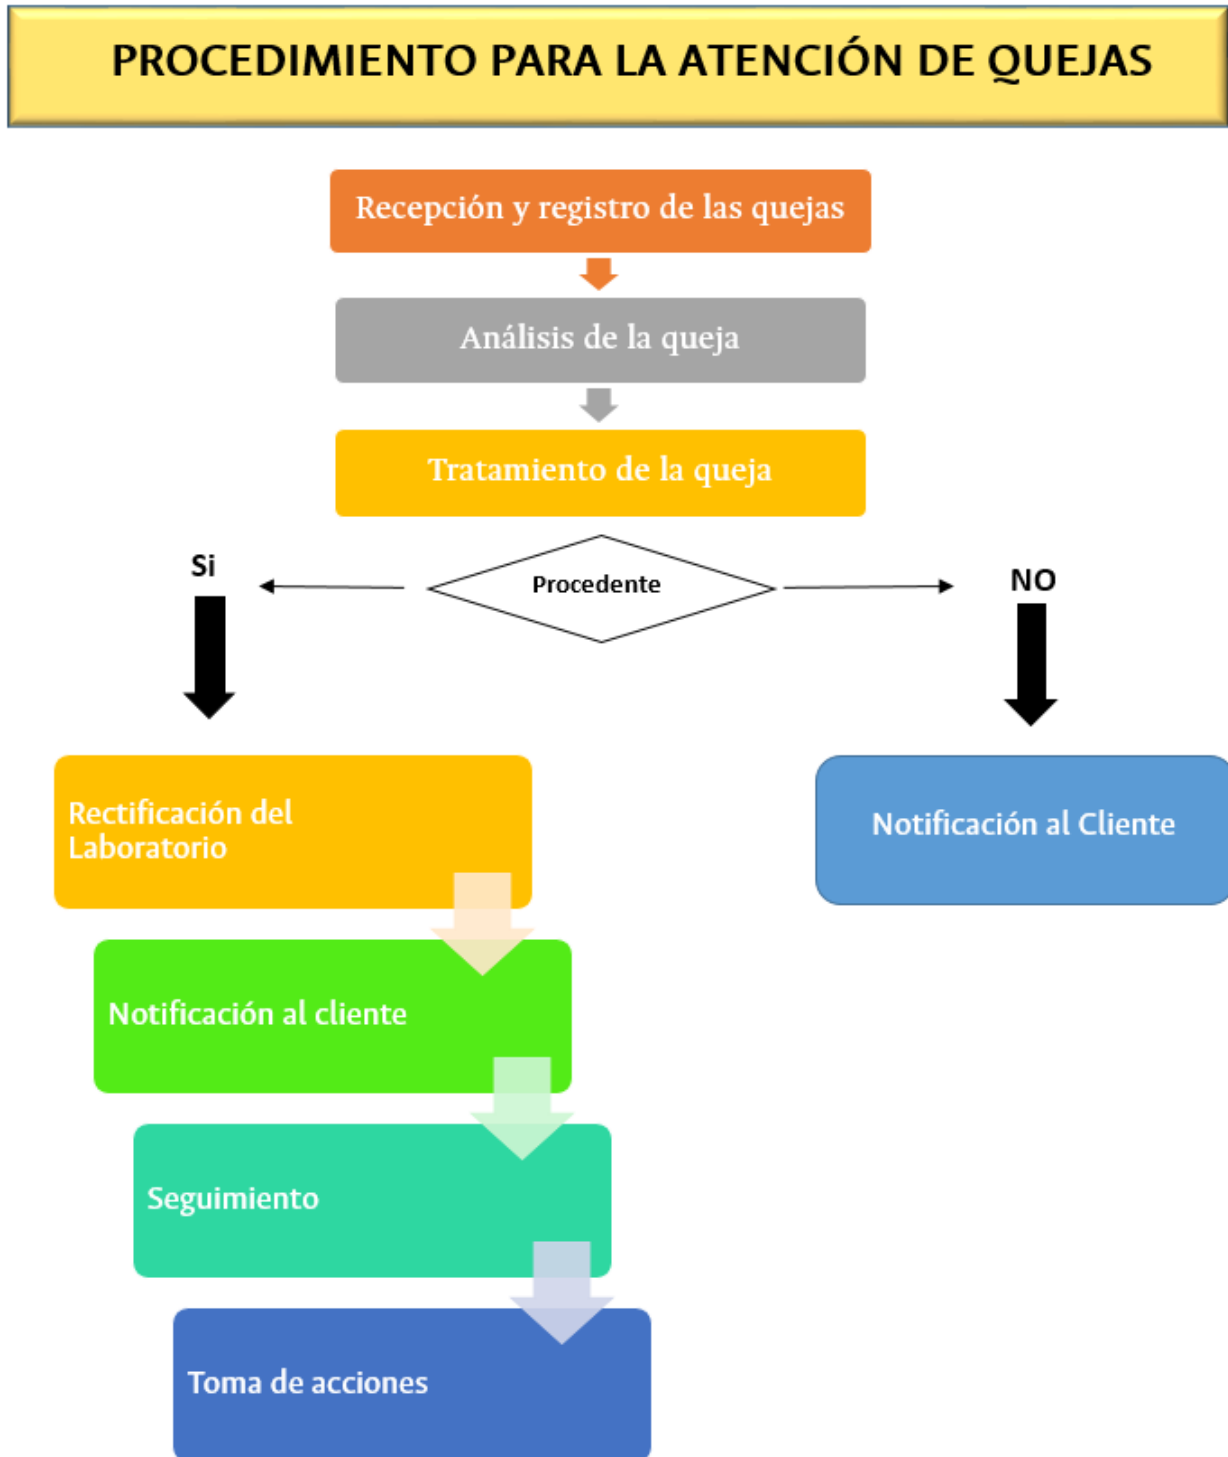 PROCEDIMIENTO PARA LA ATENCIÓN DE QUEJAS
Recepción y registro de las quejas
Análisis de la queja
Tratamiento de la queja
Si
Procedente
NO
Rectificación del
Laboratorio
Notificación al Cliente
Notificación al cliente
Seguimiento
Toma de acciones